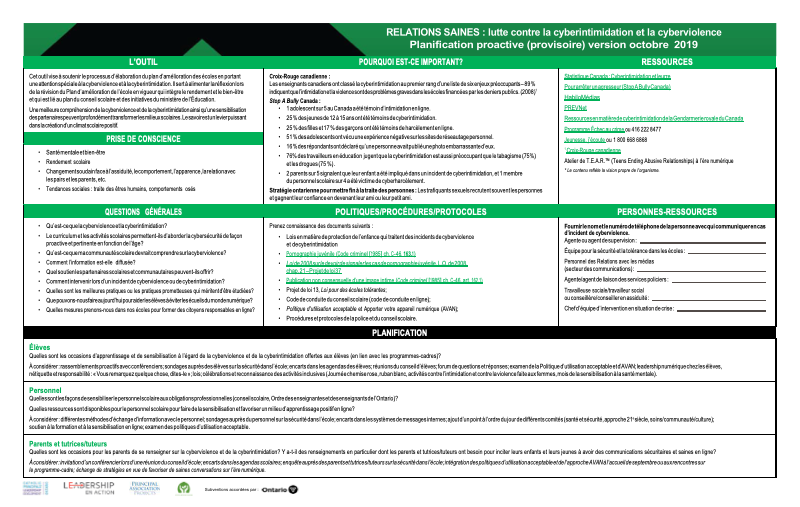 RELATIONS SAINES : lutte contre la cyberintimidation et la cyberviolence
Planification proactive (provisoire) version octobre 2019
L'OUTIL
Cet outil vise à soutenir le processus d'élaboration du plan d'amélioration des écoles en portant
une attention spéciale à la cyberviolence et à la cyberintimidation. Il sert à alimenter les réflexions lors
de la révision du Plan d'amélioration de l'école en vigueur qui intègre le rendement et le bien-être
et qui est lié au plan du conseil scolaire et des initiatives du ministère de l'Éducation.
Une meilleure compréhension de la cyberviolence et de la cyberintimidation ainsi qu'une sensibilisation
des partenaires peuvent profondément transformer les milieux scolaires. Le savoir est un levier puissant
dans la création d'un climat scolaire positif.
PRISE DE CONSCIENCE
• Santé mentale et bien-être
• Rendement scolaire
• Changement soudain face à l'assiduité, le comportement, l'apparence, la relation avec
les pairs et les parents, etc.
• Tendances sociales : traite des êtres humains, comportements osés
POURQUOI EST-CE IMPORTANT?
Croix-Rouge canadienne :
Les enseignants canadiens ont classé la cyberintimidation au premier rang d'une liste de six enjeux préoccupants—89 %
indiquent que l'intimidation et la violence sont des problèmes graves dans les écoles financées par les deniers publics. (2008)¹
Stop A Bully Canada :
• 1 adolescent sur 5 au Canada a été témoin d'intimidation en ligne.
• 25 % des jeunes de 12 à 15 ans ont été témoins de cyberintimidation.
• 25 % des filles et 17 % des garçons ont été témoins de harcèlement en ligne.
• 51 % des adolescents ont vécu une expérience négative sur les sites de réseautage personnel.
• 16 % des répondants ont déclaré qu'une personne avait publié une photo embarrassante d'eux.
• 76% des travailleurs en éducation jugent que la cyberintimidation est aussi préoccupante que le tabagisme (75%)
et les drogues (75 %).
• 2 parents sur 5 signalent que leur enfant a été impliqué dans un incident de cyberintimidation, et 1 membre
du personnel scolaire sur 4 a été victime de cyberharcèlement.
Stratégie ontarienne pour mettre fin à la traite des personnes : Les trafiquants sexuels recrutent souvent les personnes
et gagnent leur confiance en devenant leur ami ou leur petit ami.
RESSOURCES
Statistique Canada : Cyberintimidation et leurre
Pour arrêter un agresseur (Stop A Bully Canada)
HabiloMédias
PREVNet
Ressources en matière de cyberintimidation de la Gendarmerie royale du Canada
Programme Échec au crime ou 416 222 8477
Jeunesse, J'écoute ou 1 800 668 6868
¹ Croix-Rouge canadienne
Atelier de T.E.A.R.™ (Teens Ending Abusive Relationships) à l'ère numérique
* Le contenu reflète la vision propre de l'organisme.
QUESTIONS GÉNÉRALES
• Qu'est-ce que la cyberviolence et la cyberintimidation?
• Le curriculum et les activités scolaires permettent-ils d'aborder la cybersécurité de façon
proactive et pertinente en fonction de l'âge?
• Qu'est-ce que ma communauté scolaire devrait comprendre sur la cyberviolence?
• Comment l'information est-elle diffusée?
• Quel soutien les partenaires scolaires et communautaires peuvent-ils offrir?
• Comment intervient-on lors d'un incident de cyberviolence ou de cyberintimidation?
• Quelles sont les meilleures pratiques ou les pratiques prometteuses qui méritent d'être étudiées?
• Que pouvons-nous faire aujourd'hui pour aider les élèves à éviter les écueils du monde numérique?
• Quelles mesures prenons-nous dans nos écoles pour former des citoyens responsables en ligne?
POLITIQUES/PROCÉDURES/PROTOCOLES
Prenez connaissance des documents suivants :
• Lois en matière de protection de l'enfance qui traitent des incidents de cyberviolence
et de cyberintimidation
• Pornographie juvénile (Code criminel [1985] ch. C-46, 163.1)
• Loi de 2008 sur le devoir de signaler les cas de pornographie juvénile, L.O. de 2008,
chap. 21—Projet de loi 37
• Publication non consensuelle d'une image intime (Code criminel [1985] ch. C-46, art. 162.1)
• Projet de loi 13, Loi pour des écoles tolérantes;
• Code de conduite du conseil scolaire (code de conduite en ligne);
• Politique d'utilisation acceptable et Apporter votre appareil numérique (AVAN);
• Procédures et protocoles de la police et du conseil scolaire.
PERSONNES-RESSOURCES
Fournir le nom et le numéro de téléphone de la personne avec qui communiquer en cas
d'incident de cyberviolence.
Agente ou agent de supervision :
Équipe pour la sécurité et la tolérance dans les écoles :
Personnel des Relations avec les médias
(secteur des communications) :
Agente/agent de liaison des services policiers :
Travailleuse sociale/travailleur social
ou conseillère/conseiller en assiduité :
Chef d'équipe d'intervention en situation de crise :
PLANIFICATION
Élèves
Quelles sont les occasions d'apprentissage et de sensibilisation à l'égard de la cyberviolence et de la cyberintimidation offertes aux élèves (en lien avec les programmes-cadres)?
À considérer : rassemblements proactifs avec conférenciers; sondages auprès des élèves sur la sécurité dans l'école; encarts dans les agendas des élèves; réunions du conseil d'élèves; forum de questions et réponses; examen de la Politique d'utilisation acceptable et d'AVAN; leadership numérique chez les élèves,
nétiquette et responsabilité : « Vous remarquez quelque chose, dites-le »; lois; célébrations et reconnaissance des activités inclusives (Journée chemise rose, ruban blanc, activités contre l'intimidation et contre la violence faite aux femmes, mois de la sensibilisation à la santé mentale).
Personnel
Quelles sont les façons de sensibiliser le personnel scolaire aux obligations professionnelles (conseil scolaire, Ordre des enseignantes et des enseignants de l'Ontario)?
Quelles ressources sont disponibles pour le personnel scolaire pour faire de la sensibilisation et favoriser un milieu d'apprentissage positif en ligne?
À considérer : différentes méthodes d'échange d'information avec le personnel; sondages auprès du personnel sur la sécurité dans l'école; encarts dans les systèmes de messages internes; ajout d'un point à l'ordre du jour de différents comités (santé et sécurité, approche 21ᵉ siècle, soins/communauté/culture);
soutien à la formation et à la sensibilisation en ligne; examen des politiques d'utilisation acceptable.
Parents et tutrices/tuteurs
Quelles sont les occasions pour les parents de se renseigner sur la cyberviolence et la cyberintimidation? Y a-t-il des renseignements en particulier dont les parents et tutrices/tuteurs ont besoin pour inciter leurs enfants et leurs jeunes à avoir des communications sécuritaires et saines en ligne?
À considérer : invitation d'un conférencier lors d'une réunion du conseil d'école; encarts dans les agendas scolaires; enquête auprès des parents et tutrices/tuteurs sur la sécurité dans l'école; intégration des politiques d'utilisation acceptable et de l'approche AVAN à l'accueil de septembre ou aux rencontres sur
le programme-cadre; échange de stratégies en vue de favoriser de saines conversations sur l'ère numérique.
LEADERSHIP
EN ACTION
PRINCIPAL
ASSOCIATION
PROJECTS
Subventions accordées par :
Ontario